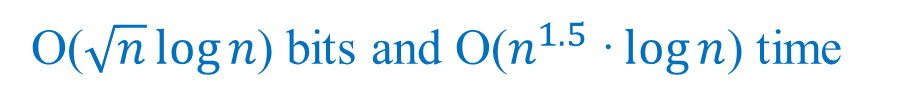 O(√n log n) bits and O(n^1.5 · log n) time